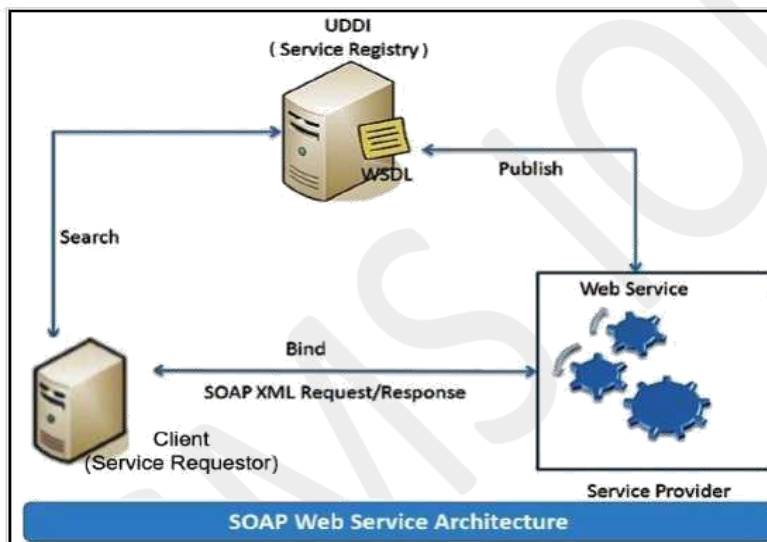 UDDI
( Service Registry )
WSDL
Publish
Search
Web Service
Bind
SOAP XML Request/Response
Client
(Service Requestor)
Service Provider
SOAP Web Service Architecture